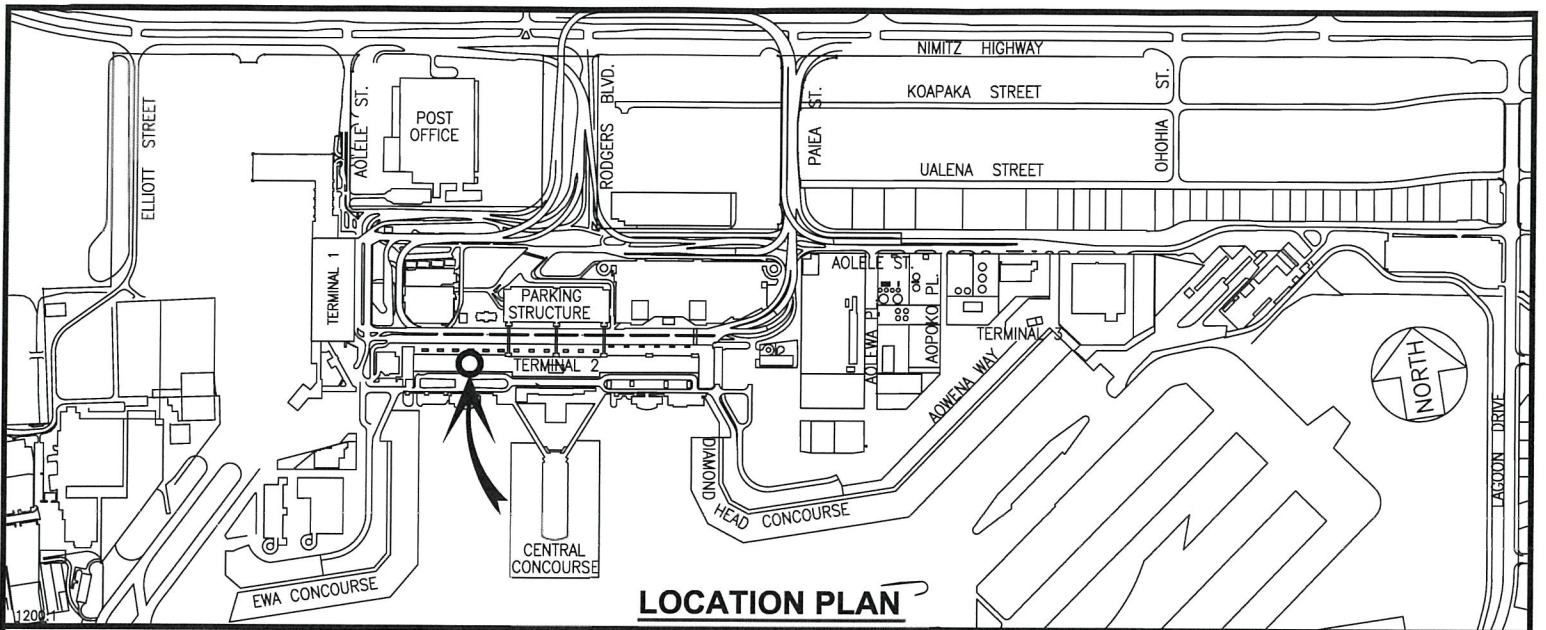 NIMITZ HIGHWAY
ELLIOTT STREET
AOLELE ST.
POST
OFFICE
RODGERS BLVD.
PAIEA ST.
KOAPAKA STREET
OHOHIA ST.
UALENA STREET
TERMINAL 1
PARKING
STRUCTURE
TERMINAL 2
AOLELE ST.
AOPOKO PL.
TERMINAL 3
AOWENA WAY
NORTH
LAGOON DRIVE
DIAMOND
HEAD CONCOURSE
CENTRAL
CONCOURSE
EWA CONCOURSE
LOCATION PLAN